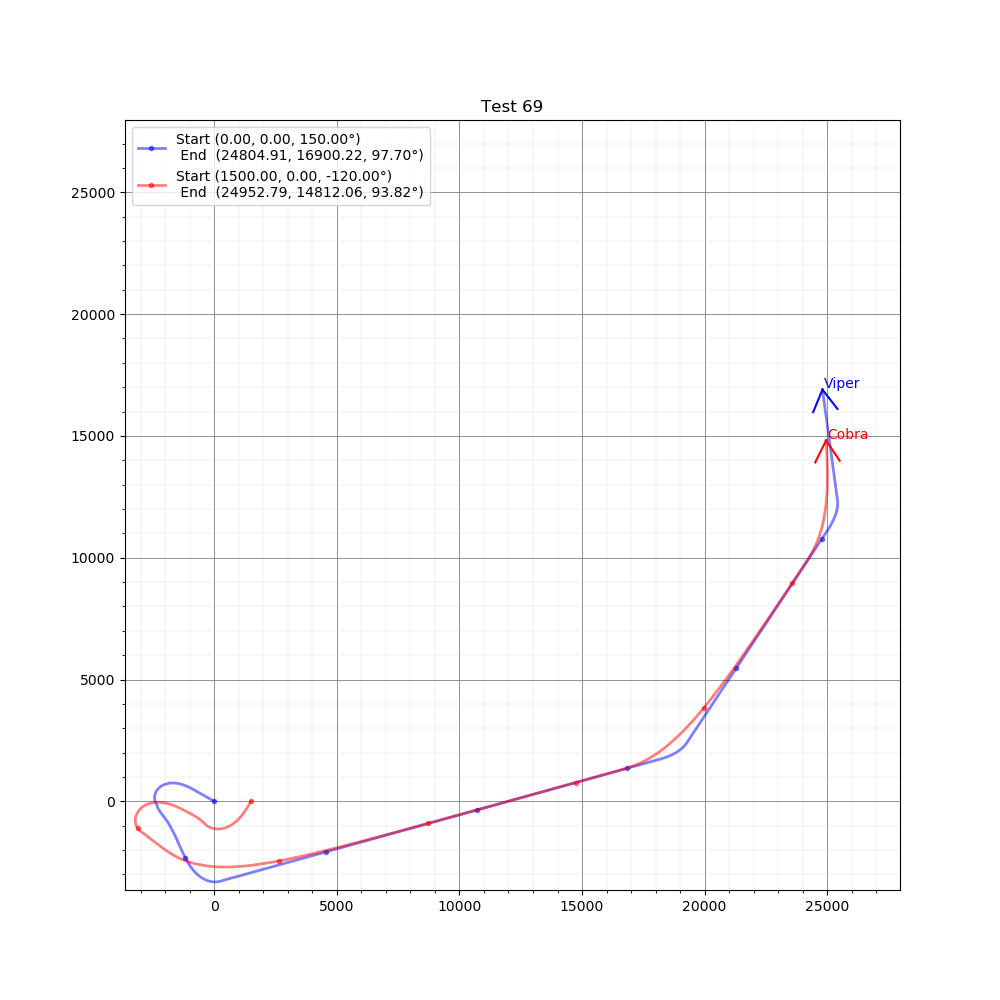 Test 69
Start (0.00, 0.00, 150.00°)
End (24804.91, 16900.22, 97.70°)
Start (1500.00, 0.00, -120.00°)
End (24952.79, 14812.06, 93.82°)
25000
20000
15000
10000
5000
0
Viper
Cobra
0 5000 10000 15000 20000 25000